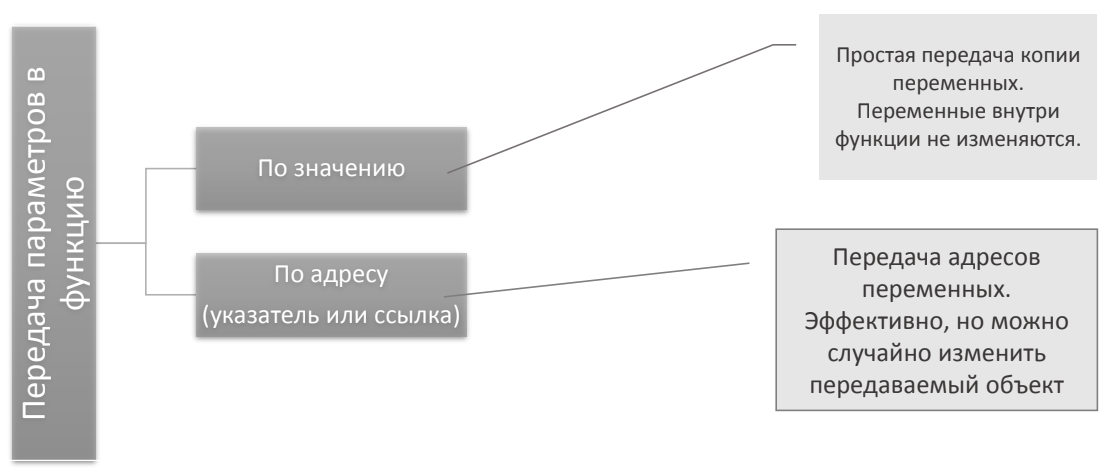 Передача параметров в
функцию
По значению
Простая передача копии
переменных.
Переменные внутри
функции не изменяются.
По адресу
(указатель или ссылка)
Передача адресов
переменных.
Эффективно, но можно
случайно изменить
передаваемый объект